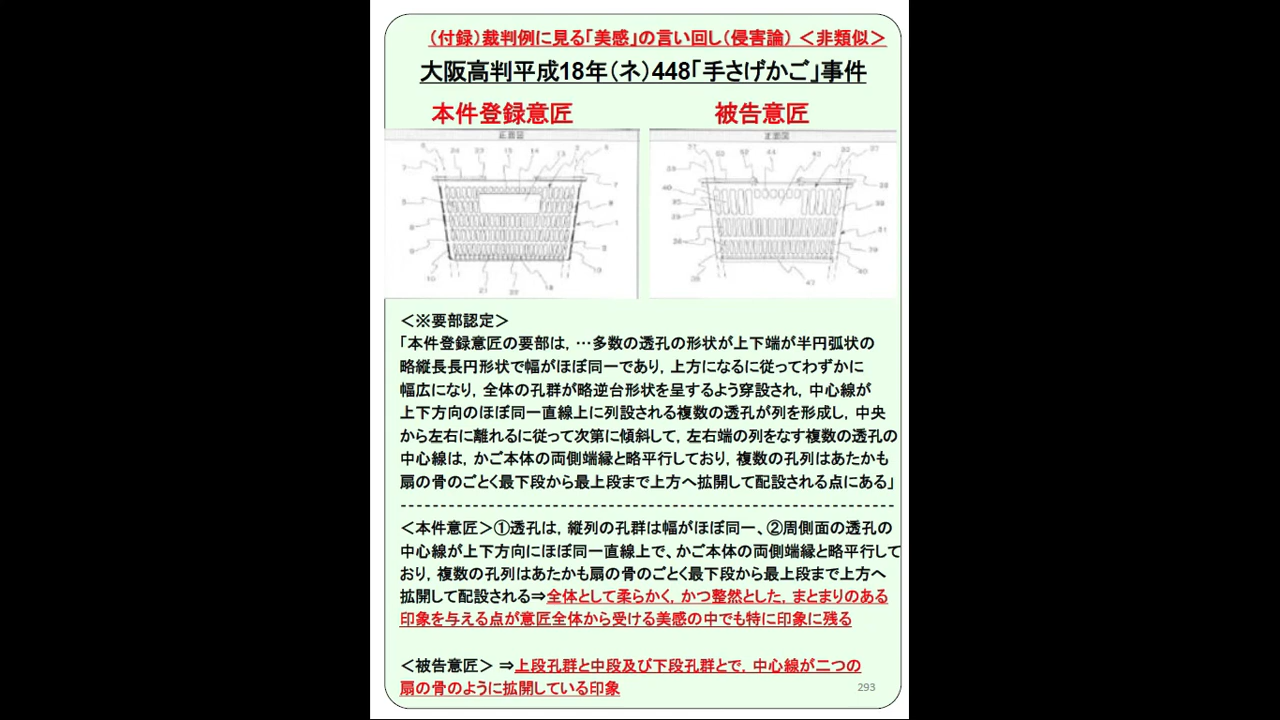 (付録)裁判例に見る「美感」の言い回し(侵害論) <非類似>
大阪高判平成18年(ネ)448「手さげかご」事件
本件登録意匠
被告意匠
正面図
正面図
<※要部認定>
「本件登録意匠の要部は，…多数の透孔の形状が上下端が半円弧状の
略縦長長円形状で幅がほぼ同一であり，上方になるに従ってわずかに
幅広になり，全体の孔群が略逆台形状を呈するよう穿設され，中心線が
上下方向のほぼ同一直線上に列設される複数の透孔が列を形成し，中央
から左右に離れるに従って次第に傾斜して，左右端の列をなす複数の透孔の
中心線は，かご本体の両側端縁と略平行しており，複数の孔列はあたかも
扇の骨のごとく最下段から最上段まで上方へ拡開して配設される点にある」
<本件意匠>①透孔は，縦列の孔群は幅がほぼ同一、②周側面の透孔の
中心線が上下方向にほぼ同一直線上で、かご本体の両側端縁と略平行して
おり，複数の孔列はあたかも扇の骨のごとく最下段から最上段まで上方へ
拡開して配設される⇒全体として柔らかく，かつ整然とした，まとまりのある
印象を与える点が意匠全体から受ける美感の中でも特に印象に残る
<被告意匠> ⇒上段孔群と中段及び下段孔群とで，中心線が二つの
扇の骨のように拡開している印象
293